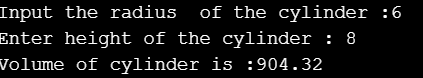 Input the radius  of the cylinder :6
Enter height of the cylinder : 8
Volume of cylinder is :904.32